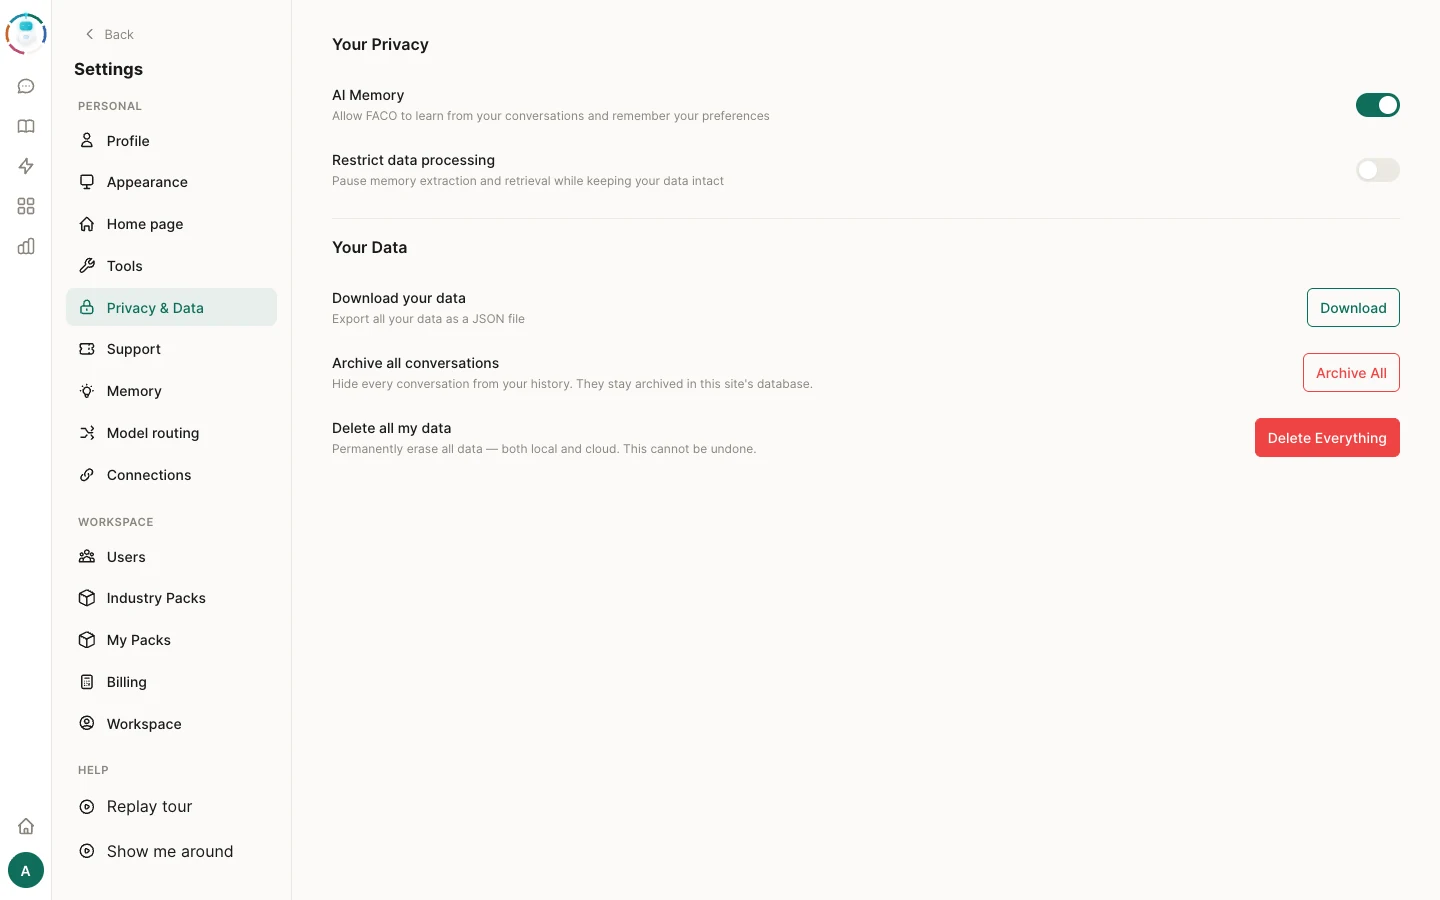 Back
Settings
PERSONAL
Profile
Appearance
Home page
Tools
Privacy & Data
Support
Memory
Model routing
Connections
WORKSPACE
Users
Industry Packs
My Packs
Billing
Workspace
HELP
Replay tour
Show me around
A
Your Privacy
AI Memory
Allow FACO to learn from your conversations and remember your preferences
Restrict data processing
Pause memory extraction and retrieval while keeping your data intact
Your Data
Download your data
Export all your data as a JSON file
Download
Archive all conversations
Hide every conversation from your history. They stay archived in this site's database.
Archive All
Delete all my data
Permanently erase all data — both local and cloud. This cannot be undone.
Delete Everything